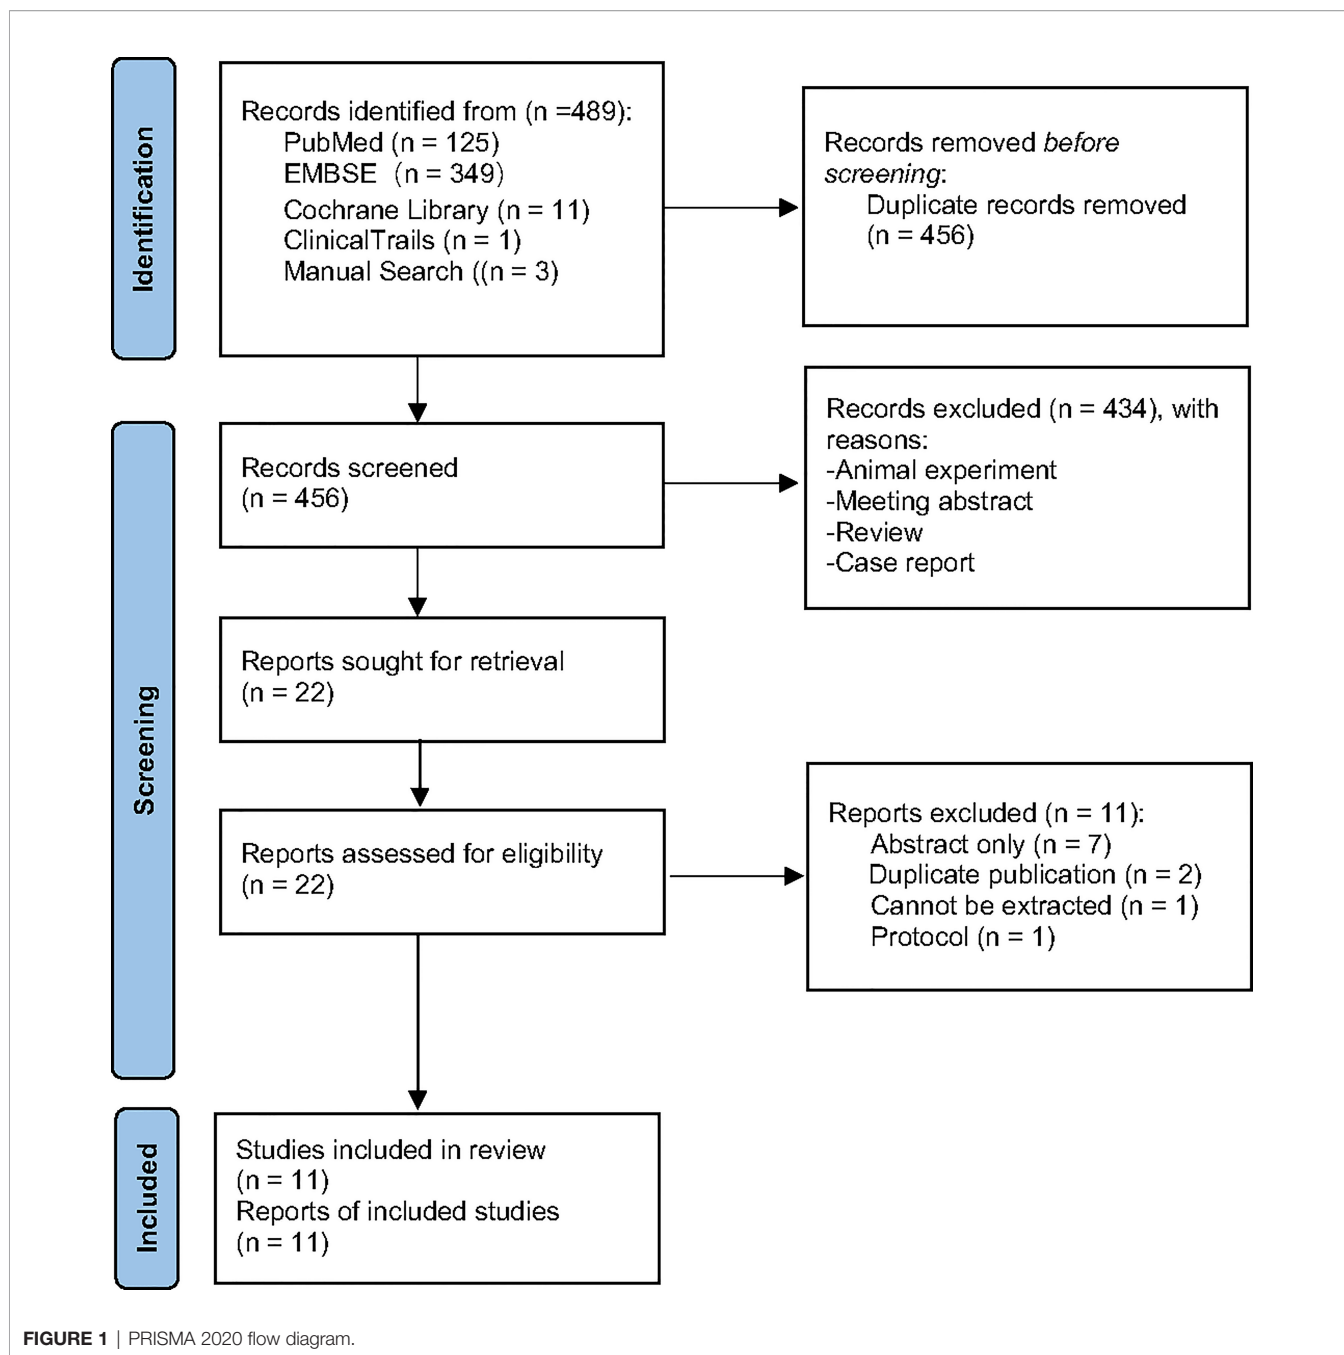 Identification
Records identified from (n =489):
PubMed (n = 125)
EMBSE (n = 349)
Cochrane Library (n = 11)
ClinicalTrails (n = 1)
Manual Search ((n = 3)
Records removed before
screening:
Duplicate records removed
(n = 456)
Screening
Records screened
(n = 456)
Records excluded (n = 434), with
reasons:
-Animal experiment
-Meeting abstract
-Review
-Case report
Reports sought for retrieval
(n = 22)
Reports assessed for eligibility
(n = 22)
Reports excluded (n = 11):
Abstract only (n = 7)
Duplicate publication (n = 2)
Cannot be extracted (n = 1)
Protocol (n = 1)
Included
Studies included in review
(n = 11)
Reports of included studies
(n = 11)
FIGURE 1 | PRISMA 2020 flow diagram.